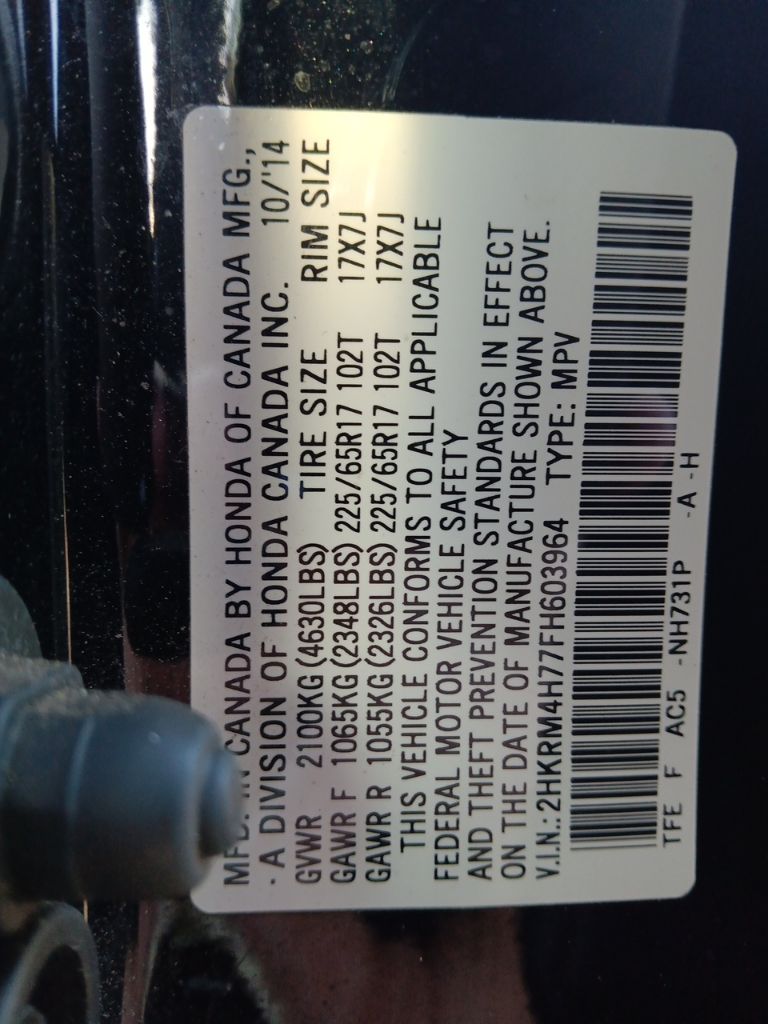 MFD. IN CANADA BY HONDA OF CANADA MFG.,
· A DIVISION OF HONDA CANADA INC. 10/'14
GVWR 2100KG(4630LBS) TIRE SIZE RIM SIZE
GAWR F 1065KG(2348LBS) 225/65R17 102T 17X7J
GAWR R 1055KG(2326LBS) 225/65R17 102T 17X7J
THIS VEHICLE CONFORMS TO ALL APPLICABLE
FEDERAL MOTOR VEHICLE SAFETY
AND THEFT PREVENTION STANDARDS IN EFFECT
ON THE DATE OF MANUFACTURE SHOWN ABOVE.
V.I.N.: 2HKRM4H77FH603964 TYPE: MPV
TFE F AC5 -NH731P -A -H